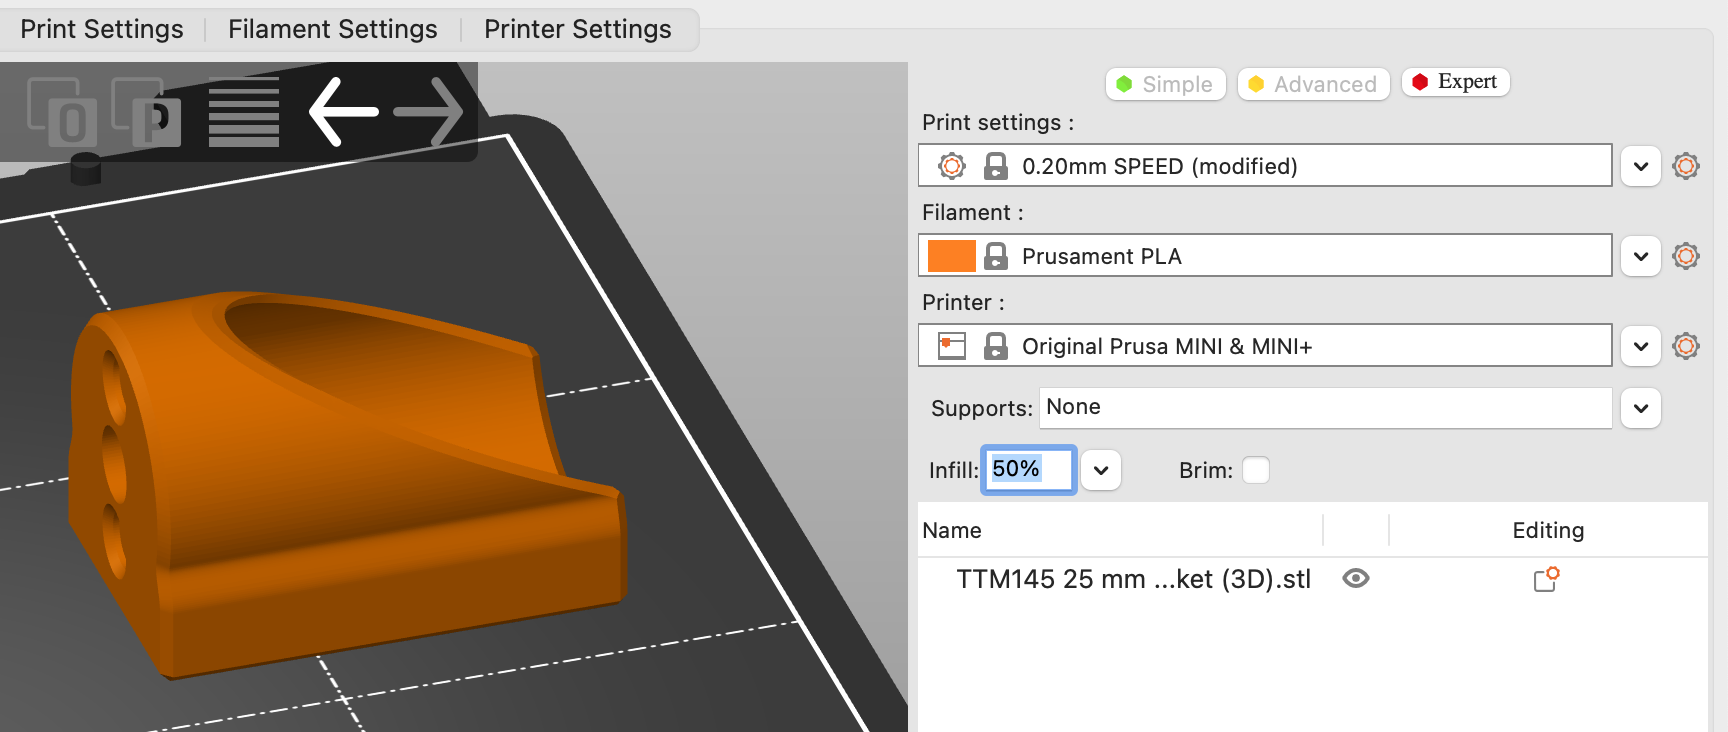 Print Settings Filament Settings Printer Settings
O P
Simple Advanced Expert
Print settings :
0.20mm SPEED (modified)
Filament :
Prusament PLA
Printer :
Original Prusa MINI & MINI+
Supports: None
Infill: 50% Brim:
Name Editing
TTM145 25 mm ...ket (3D).stl